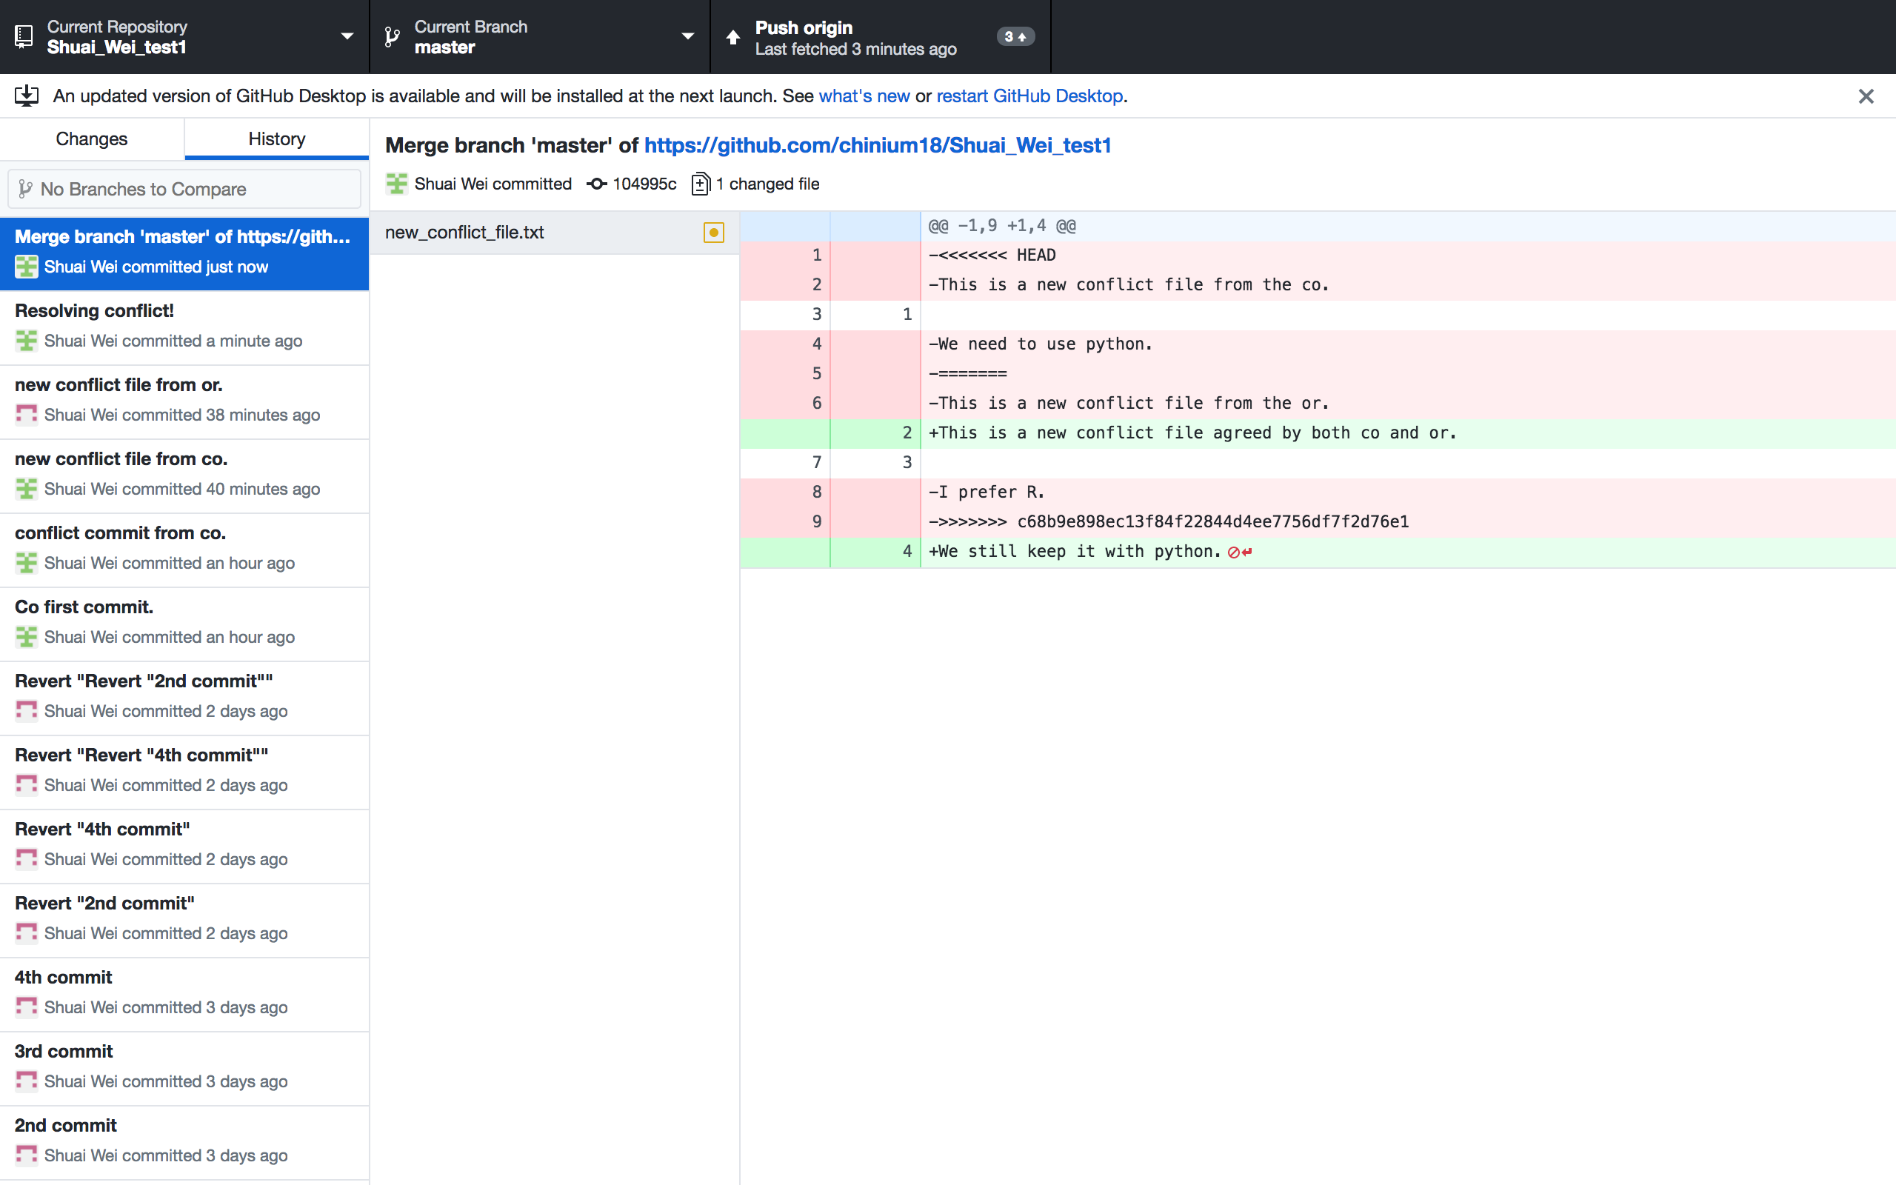 Current Repository
Shuai_Wei_test1
Current Branch
master
Push origin
Last fetched 3 minutes ago
3
An updated version of GitHub Desktop is available and will be installed at the next launch. See what's new or restart GitHub Desktop.
Changes
History
No Branches to Compare
Merge branch 'master' of https://gith...
Shuai Wei committed just now
Resolving conflict!
Shuai Wei committed a minute ago
new conflict file from or.
Shuai Wei committed 38 minutes ago
new conflict file from co.
Shuai Wei committed 40 minutes ago
conflict commit from co.
Shuai Wei committed an hour ago
Co first commit.
Shuai Wei committed an hour ago
Revert "Revert "2nd commit""
Shuai Wei committed 2 days ago
Revert "Revert "4th commit""
Shuai Wei committed 2 days ago
Revert "4th commit"
Shuai Wei committed 2 days ago
Revert "2nd commit"
Shuai Wei committed 2 days ago
4th commit
Shuai Wei committed 3 days ago
3rd commit
Shuai Wei committed 3 days ago
2nd commit
Shuai Wei committed 3 days ago
Merge branch 'master' of https://github.com/chinium18/Shuai_Wei_test1
Shuai Wei committed 104995c 1 changed file
new_conflict_file.txt
@@ -1,9 +1,4 @@
1 -<<<<<<< HEAD
2 -This is a new conflict file from the co.
3 1
4 -We need to use python.
5 -=======
6 -This is a new conflict file from the or.
2 +This is a new conflict file agreed by both co and or.
7 3
8 -I prefer R.
9 ->>>>>>> c68b9e898ec13f84f22844d4ee7756df7f2d76e1
4 +We still keep it with python.